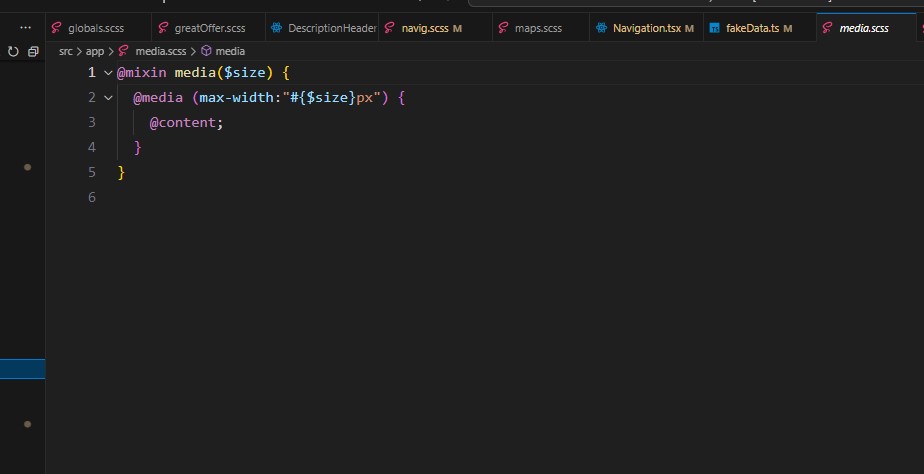 ... globals.scss greatOffer.scss DescriptionHeader navig.scss M maps.scss Navigation.tsx M fakeData.ts M media.scss
src > app > media.scss > media
1 @mixin media($size) {
2 @media (max-width:"#{$size}px") {
3 @content;
4 }
5 }
6